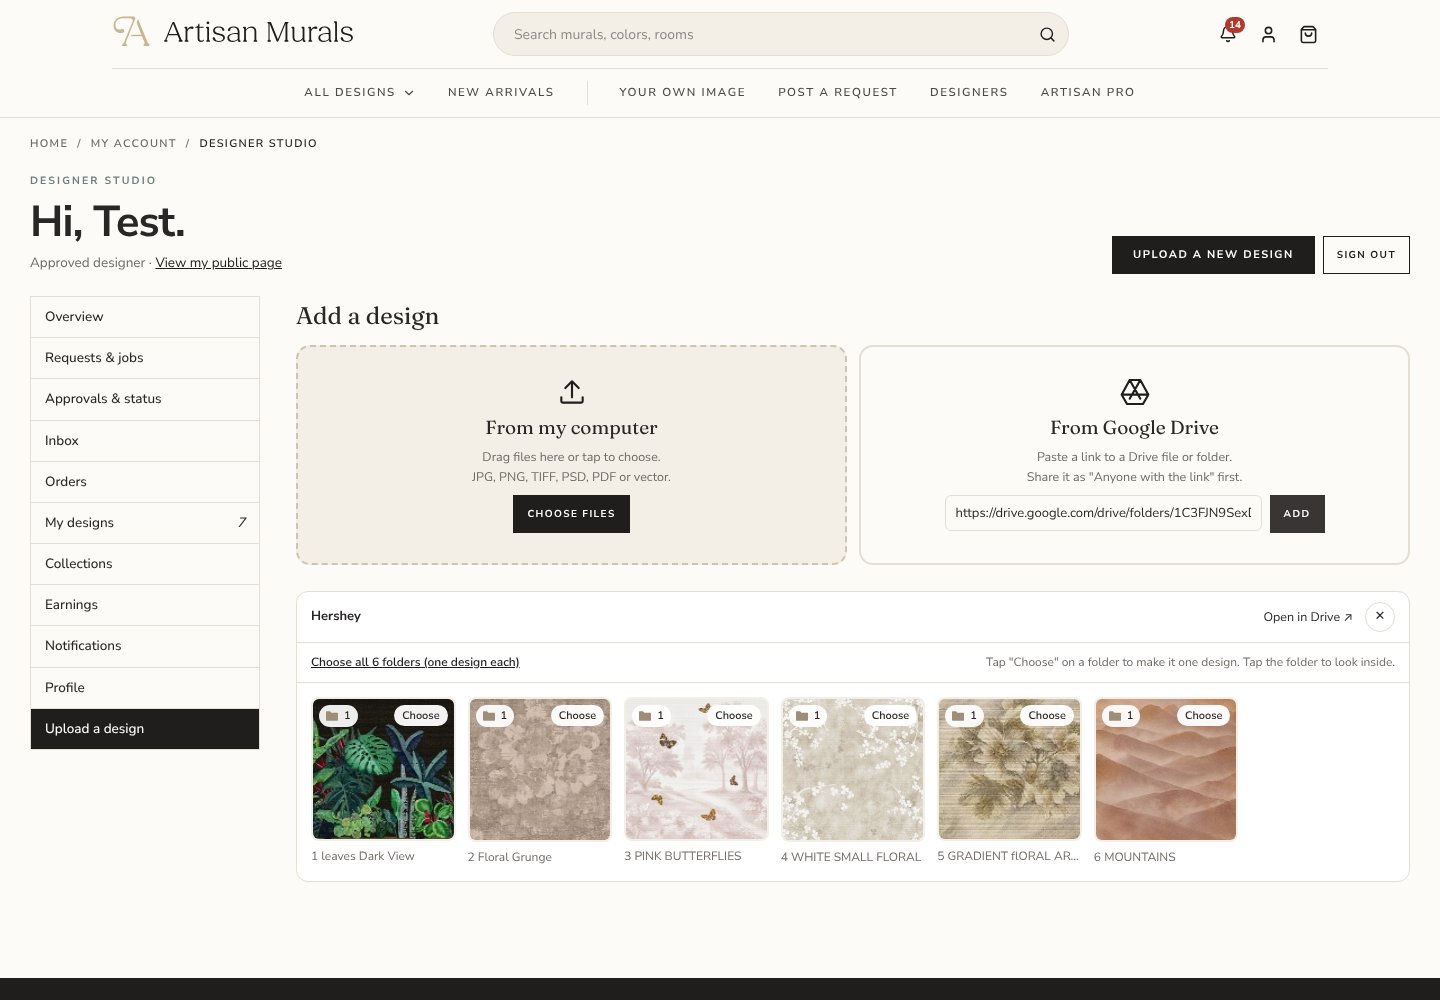 Artisan Murals
Search murals, colors, rooms
14
ALL DESIGNS
NEW ARRIVALS
YOUR OWN IMAGE
POST A REQUEST
DESIGNERS
ARTISAN PRO
HOME / MY ACCOUNT / DESIGNER STUDIO
DESIGNER STUDIO
Hi, Test.
Approved designer · View my public page
UPLOAD A NEW DESIGN
SIGN OUT
Overview
Requests & jobs
Approvals & status
Inbox
Orders
My designs 7
Collections
Earnings
Notifications
Profile
Upload a design
Add a design
From my computer
Drag files here or tap to choose.
JPG, PNG, TIFF, PSD, PDF or vector.
CHOOSE FILES
From Google Drive
Paste a link to a Drive file or folder.
Share it as "Anyone with the link" first.
https://drive.google.com/drive/folders/1C3FJN9Sex
ADD
Hershey
Open in Drive ↗
✕
Choose all 6 folders (one design each)
Tap "Choose" on a folder to make it one design. Tap the folder to look inside.
1 Choose
1 Choose
1 Choose
1 Choose
1 Choose
1 Choose
1 leaves Dark View
2 Floral Grunge
3 PINK BUTTERFLIES
4 WHITE SMALL FLORAL
5 GRADIENT flORAL AR...
6 MOUNTAINS